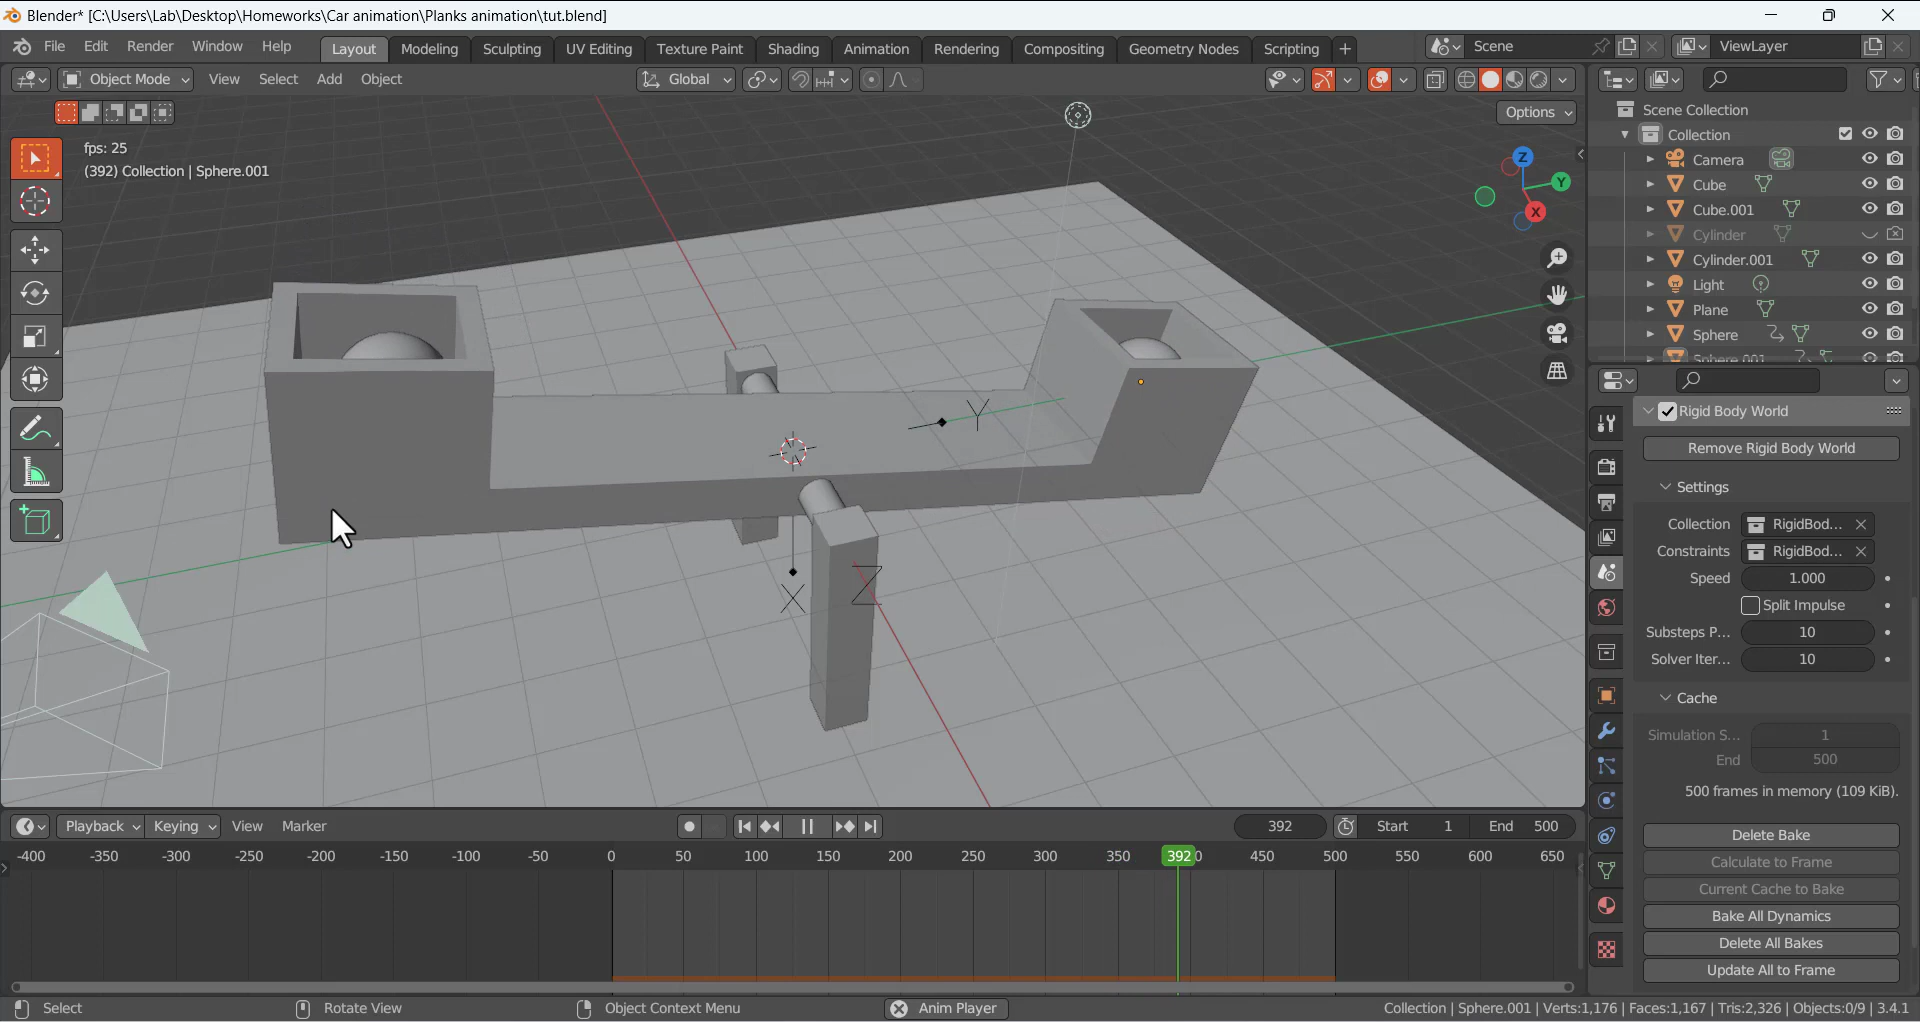 Blender* [C:\Users\Lab\Desktop\Homeworks\Car animation\Planks animation\tut.blend]
File Edit Render Window Help Layout Modeling Sculpting UV Editing Texture Paint Shading Animation Rendering Compositing Geometry Nodes Scripting + Scene ViewLayer
Object Mode View Select Add Object Global
Options
fps: 25
(392) Collection | Sphere.001
Z
Y
X
Y
X
Z
Scene Collection
Collection
Camera
Cube
Cube.001
Cylinder
Cylinder.001
Light
Plane
Sphere
Sphere.001
Rigid Body World
Remove Rigid Body World
Settings
Collection RigidBod...
Constraints RigidBod...
Speed 1.000
Split Impulse
Substeps P... 10
Solver Iter... 10
Cache
Simulation S... 1
End 500
500 frames in memory (109 KiB).
Delete Bake
Calculate to Frame
Current Cache to Bake
Bake All Dynamics
Delete All Bakes
Update All to Frame
Playback Keying View Marker 392 Start 1 End 500
-400 -350 -300 -250 -200 -150 -100 -50 0 50 100 150 200 250 300 350 392 0 450 500 550 600 650
Select Rotate View Object Context Menu Anim Player Collection | Sphere.001 | Verts:1,176 | Faces:1,167 | Tris:2,326 | Objects:0/9 | 3.4.1